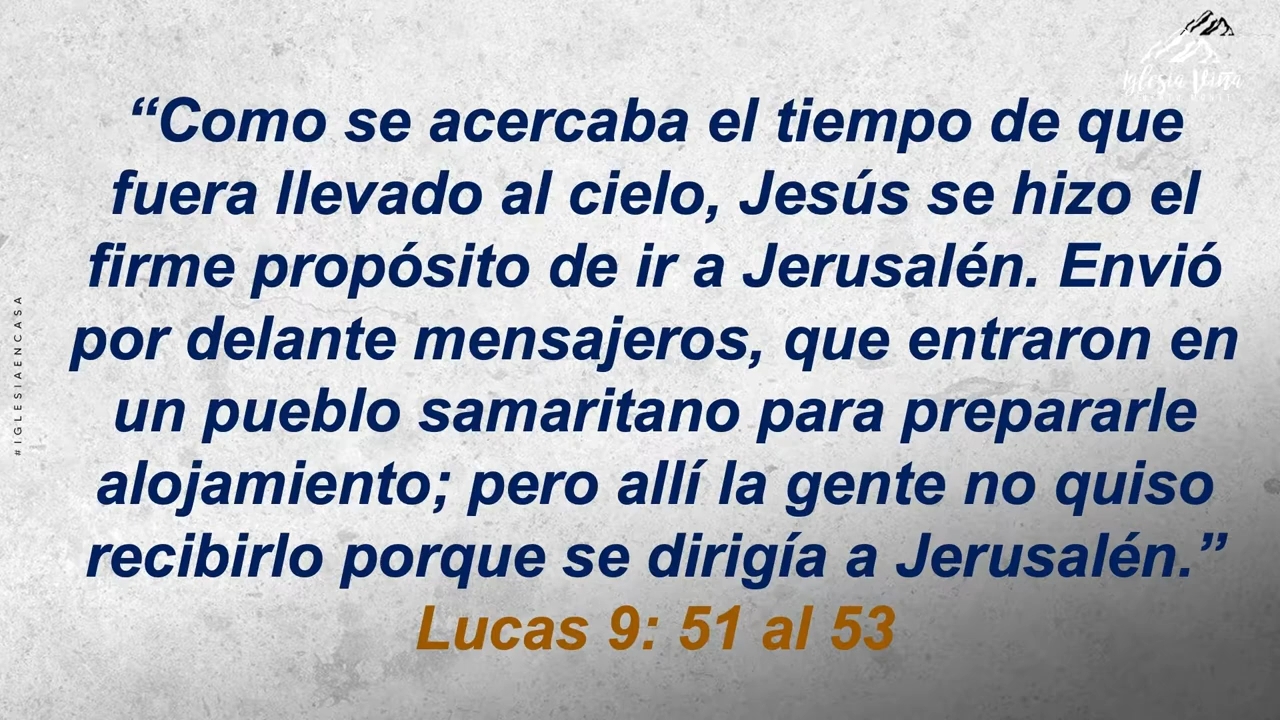 Iglesia Viña
“Como se acercaba el tiempo de que
fuera llevado al cielo, Jesús se hizo el
firme propósito de ir a Jerusalén. Envió
por delante mensajeros, que entraron en
un pueblo samaritano para prepararle
alojamiento; pero allí la gente no quiso
recibirlo porque se dirigía a Jerusalén.”
Lucas 9: 51 al 53
#IGLESIAENCASA